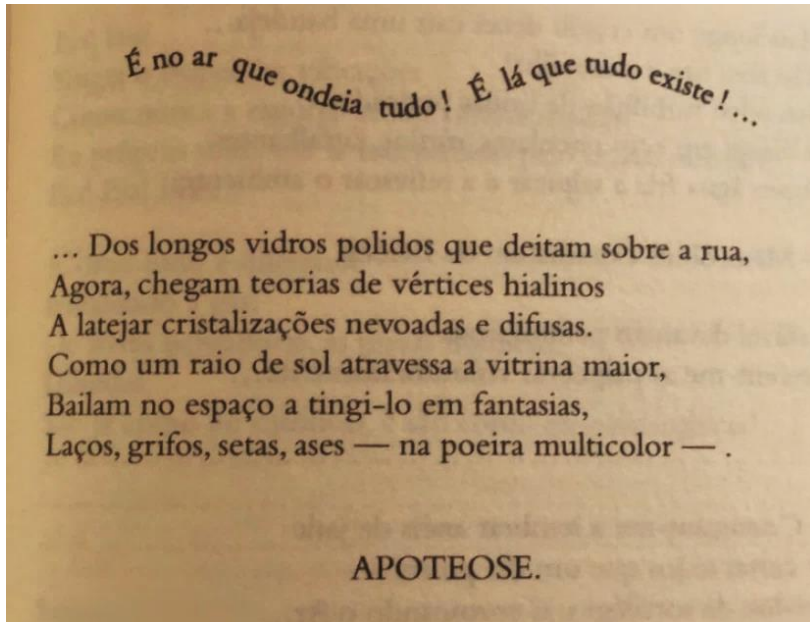 É no ar que ondeia tudo! É lá que tudo existe!...
... Dos longos vidros polidos que deitam sobre a rua,
Agora, chegam teorias de vértices hialinos
A latejar cristalizações nevoadas e difusas.
Como um raio de sol atravessa a vitrina maior,
Bailam no espaço a tingi-lo em fantasias,
Laços, grifos, setas, ases — na poeira multicolor — .
APOTEOSE.